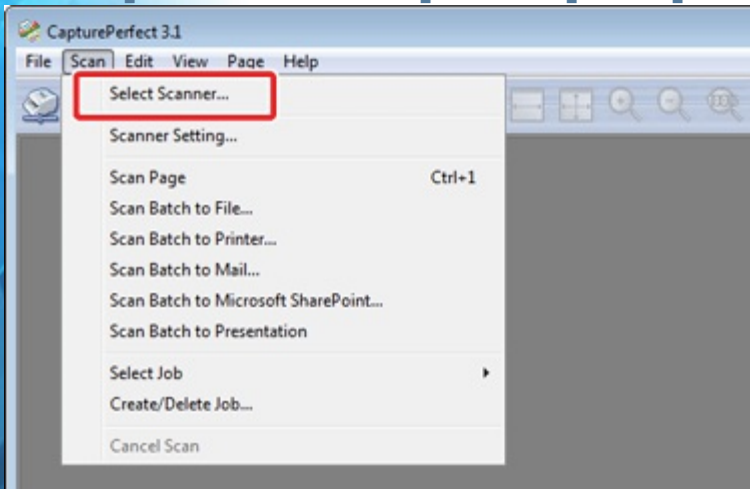 CapturePerfect 3.1
File Scan Edit View Page Help
Select Scanner...
Scanner Setting...
Scan Page Ctrl+1
Scan Batch to File...
Scan Batch to Printer...
Scan Batch to Mail...
Scan Batch to Microsoft SharePoint...
Scan Batch to Presentation
Select Job
Create/Delete Job...
Cancel Scan